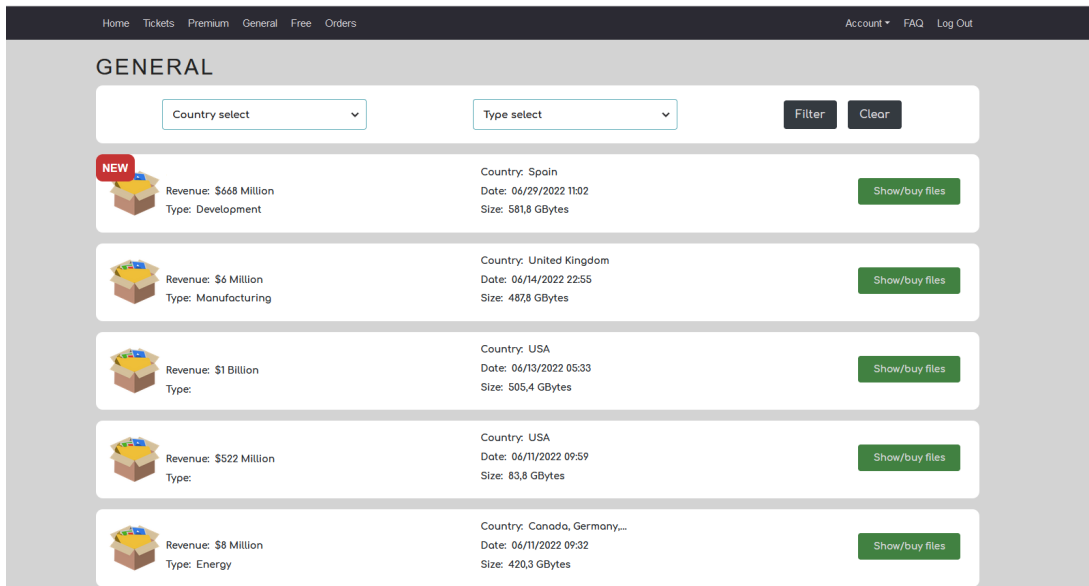 Home Tickets Premium General Free Orders Account FAQ Log Out
GENERAL
Country select Type select Filter Clear
NEW
Country: Spain
Revenue: $668 Million Date: 06/29/2022 11:02 Show/buy files
Type: Development Size: 581,8 GBytes
Country: United Kingdom
Revenue: $6 Million Date: 06/14/2022 22:55 Show/buy files
Type: Manufacturing Size: 487,8 GBytes
Country: USA
Revenue: $1 Billion Date: 06/13/2022 05:33 Show/buy files
Type: Size: 505,4 GBytes
Country: USA
Revenue: $522 Million Date: 06/11/2022 09:59 Show/buy files
Type: Size: 83,8 GBytes
Country: Canada, Germany,...
Revenue: $8 Million Date: 06/11/2022 09:32 Show/buy files
Type: Energy Size: 420,3 GBytes